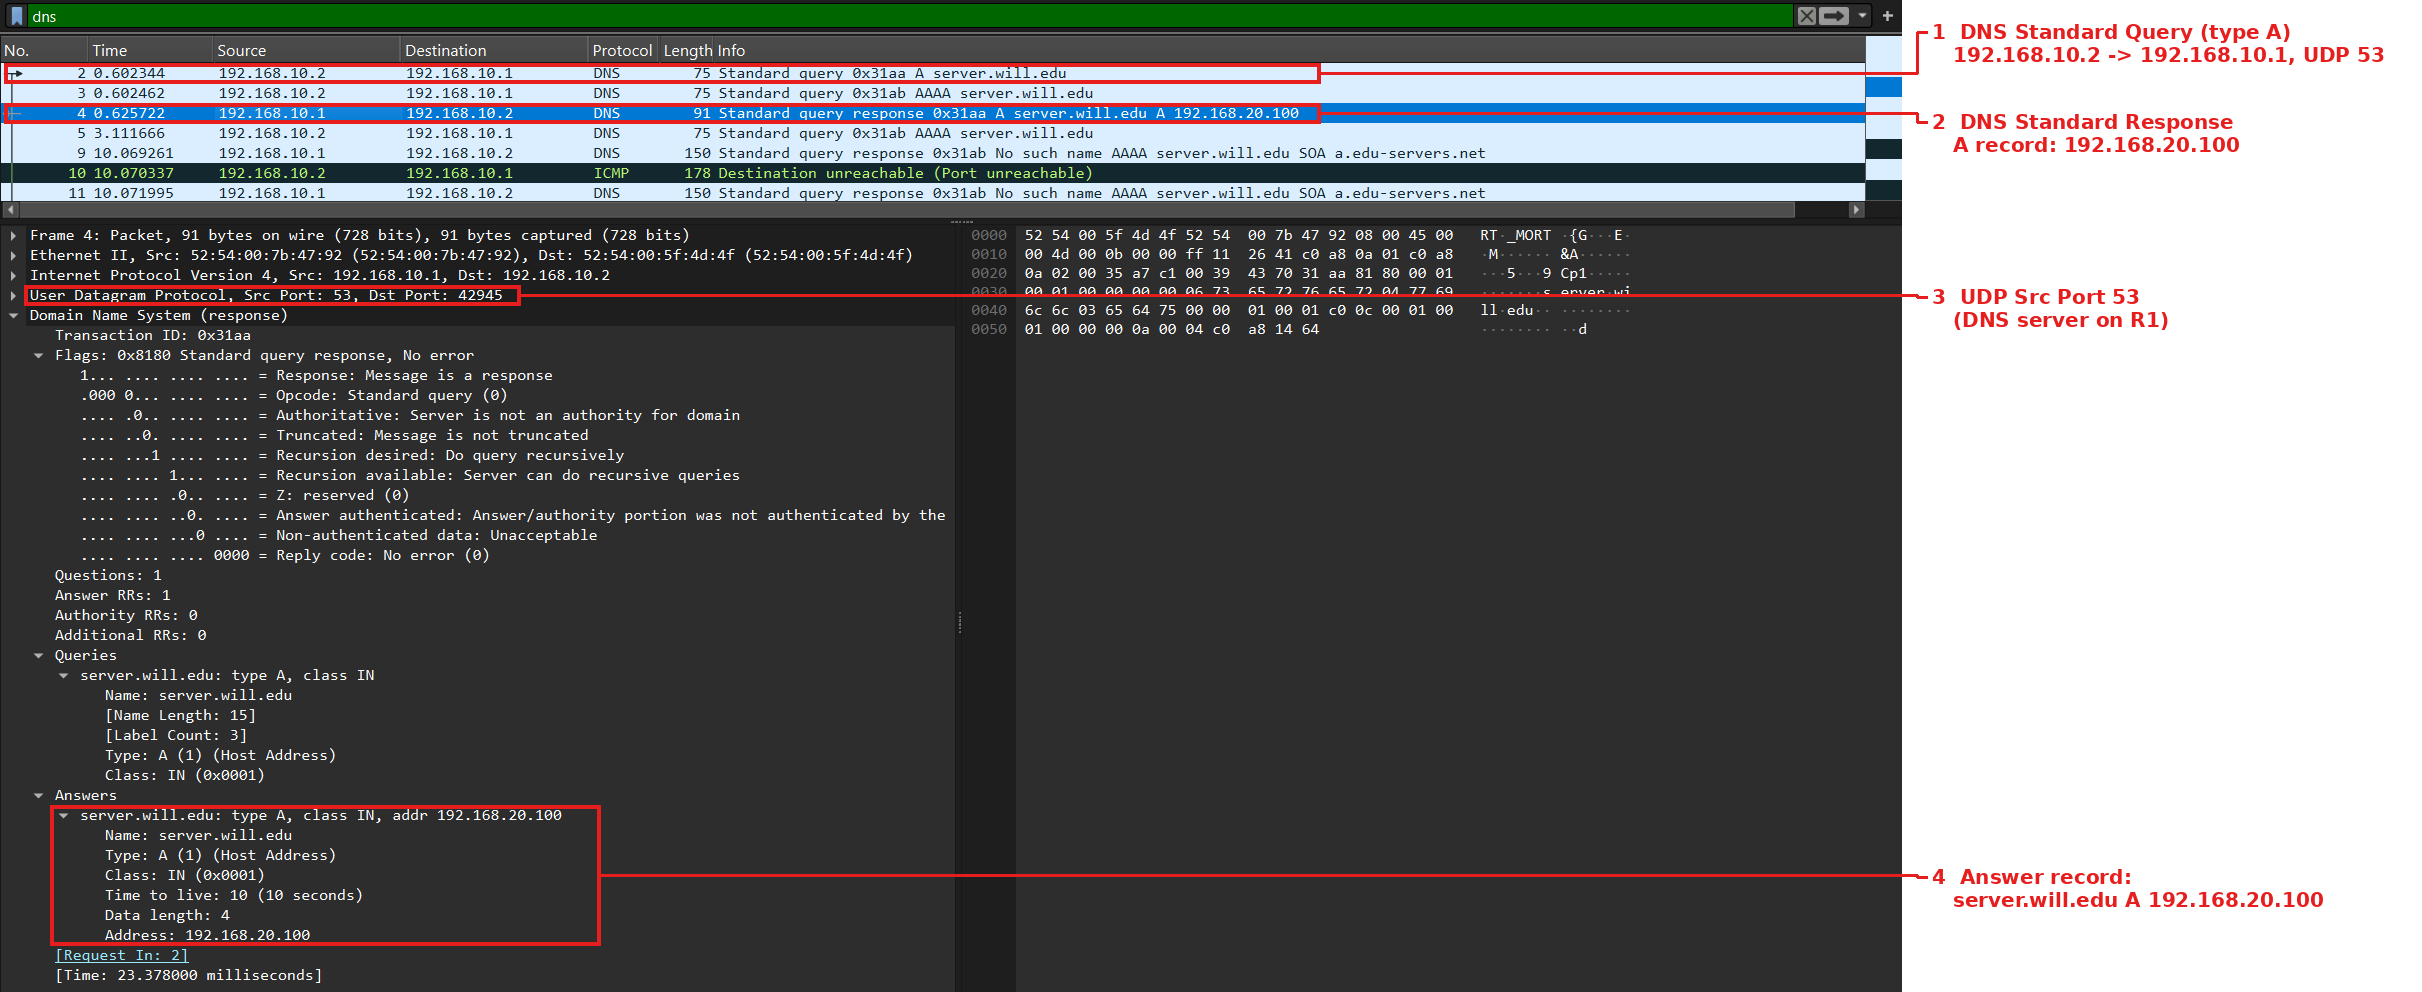 dns
No. Time Source Destination Protocol Length Info
2 0.602344 192.168.10.2 192.168.10.1 DNS 75 Standard query 0x31aa A server.will.edu
3 0.602462 192.168.10.2 192.168.10.1 DNS 75 Standard query 0x31ab AAAA server.will.edu
4 0.625722 192.168.10.1 192.168.10.2 DNS 91 Standard query response 0x31aa A server.will.edu A 192.168.20.100
5 3.111666 192.168.10.2 192.168.10.1 DNS 75 Standard query 0x31ab AAAA server.will.edu
9 10.069261 192.168.10.1 192.168.10.2 DNS 150 Standard query response 0x31ab No such name AAAA server.will.edu SOA a.edu-servers.net
10 10.070337 192.168.10.2 192.168.10.1 ICMP 178 Destination unreachable (Port unreachable)
11 10.071995 192.168.10.1 192.168.10.2 DNS 150 Standard query response 0x31ab No such name AAAA server.will.edu SOA a.edu-servers.net
Frame 4: Packet, 91 bytes on wire (728 bits), 91 bytes captured (728 bits)
Ethernet II, Src: 52:54:00:7b:47:92 (52:54:00:7b:47:92), Dst: 52:54:00:5f:4d:4f (52:54:00:5f:4d:4f)
Internet Protocol Version 4, Src: 192.168.10.1, Dst: 192.168.10.2
User Datagram Protocol, Src Port: 53, Dst Port: 42945
Domain Name System (response)
Transaction ID: 0x31aa
Flags: 0x8180 Standard query response, No error
1... .... .... .... = Response: Message is a response
.000 0... .... .... = Opcode: Standard query (0)
.... .0.. .... .... = Authoritative: Server is not an authority for domain
.... ..0. .... .... = Truncated: Message is not truncated
.... ...1 .... .... = Recursion desired: Do query recursively
.... .... 1... .... = Recursion available: Server can do recursive queries
.... .... .0.. .... = Z: reserved (0)
.... .... ..0. .... = Answer authenticated: Answer/authority portion was not authenticated by the
.... .... ...0 .... = Non-authenticated data: Unacceptable
.... .... .... 0000 = Reply code: No error (0)
Questions: 1
Answer RRs: 1
Authority RRs: 0
Additional RRs: 0
Queries
server.will.edu: type A, class IN
Name: server.will.edu
[Name Length: 15]
[Label Count: 3]
Type: A (1) (Host Address)
Class: IN (0x0001)
Answers
server.will.edu: type A, class IN, addr 192.168.20.100
Name: server.will.edu
Type: A (1) (Host Address)
Class: IN (0x0001)
Time to live: 10 (10 seconds)
Data length: 4
Address: 192.168.20.100
[Request In: 2]
[Time: 23.378000 milliseconds]
0000 52 54 00 5f 4d 4f 52 54 00 7b 47 92 08 00 45 00 RT·_MORT ·{G···E·
0010 00 4d 00 0b 00 00 ff 11 26 41 c0 a8 0a 01 c0 a8 ·M······ &A······
0020 0a 02 00 35 a7 c1 00 39 43 70 31 aa 81 80 00 01 ···5···9 Cp1·····
0030 00 01 00 00 00 00 06 73 65 72 76 65 72 04 77 69 ·······s erver·wi
0040 6c 6c 03 65 64 75 00 00 01 00 01 c0 0c 00 01 00 ll·edu·· ········
0050 01 00 00 00 0a 00 04 c0 a8 14 64 ········ ··d
1 DNS Standard Query (type A)
192.168.10.2 -> 192.168.10.1, UDP 53
2 DNS Standard Response
A record: 192.168.20.100
3 UDP Src Port 53
(DNS server on R1)
4 Answer record:
server.will.edu A 192.168.20.100